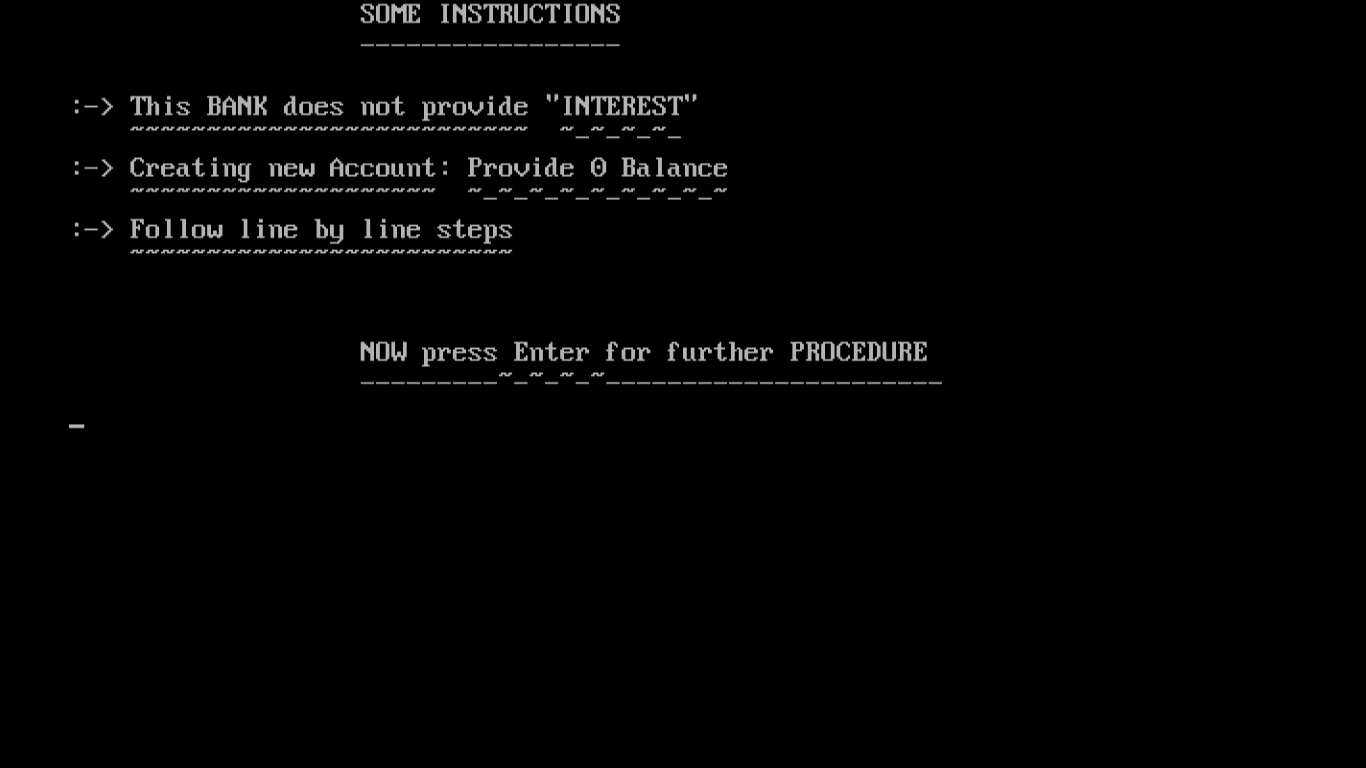 SOME INSTRUCTIONS
-----------------
:-> This BANK does not provide "INTEREST"
~~~~~~~~~~~~~~~~~~~~~~~~~~  ~_~_~_~_
:-> Creating new Account: Provide 0 Balance
~~~~~~~~~~~~~~~~~~~~  ~_~_~_~_~_~_~_~_~
:-> Follow line by line steps
~~~~~~~~~~~~~~~~~~~~~~~~~
NOW press Enter for further PROCEDURE
---------~_~_~_~----------------------
_